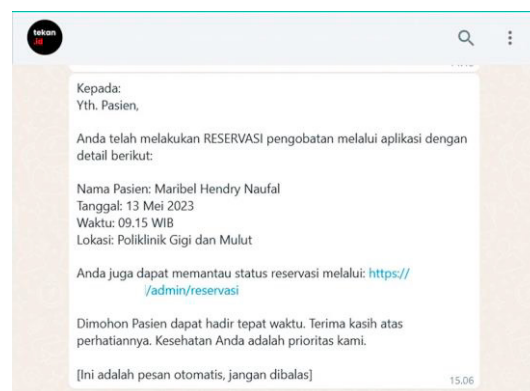 tekan
.id
Kepada:
Yth. Pasien,
Anda telah melakukan RESERVASI pengobatan melalui aplikasi dengan
detail berikut:
Nama Pasien: Maribel Hendry Naufal
Tanggal: 13 Mei 2023
Waktu: 09.15 WIB
Lokasi: Poliklinik Gigi dan Mulut
Anda juga dapat memantau status reservasi melalui: https://
/admin/reservasi
Dimohon Pasien dapat hadir tepat waktu. Terima kasih atas
perhatiannya. Kesehatan Anda adalah prioritas kami.
[Ini adalah pesan otomatis, jangan dibalas]
15.06